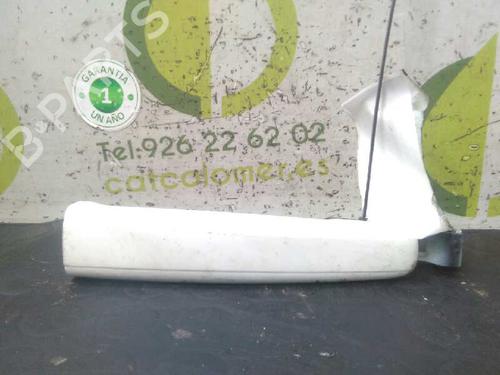 B-PARTS
GARANTIA
1
UN AÑO
Tel: 926 22 62 02
catcolomer.es